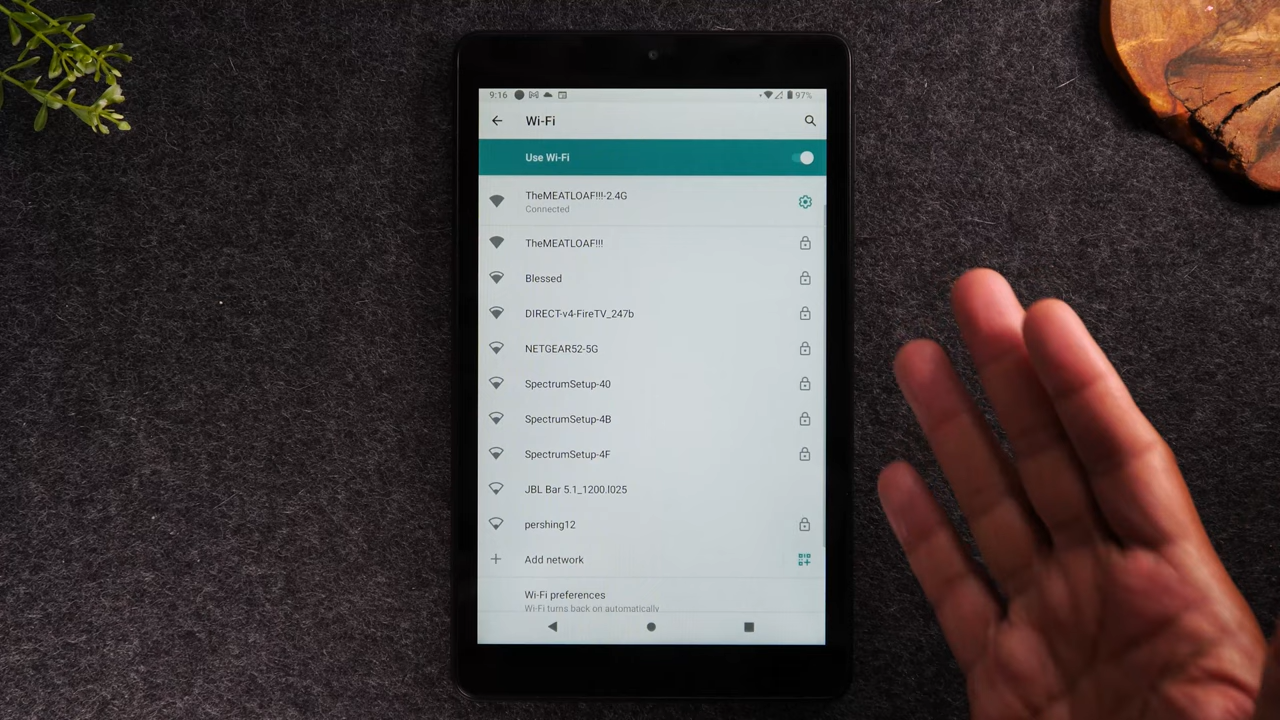 9:16 97%
Wi-Fi
Use Wi-Fi
TheMEATLOAF!!!-2.4G
Connected
TheMEATLOAF!!!
Blessed
DIRECT-v4-FireTV_247b
NETGEAR52-5G
SpectrumSetup-40
SpectrumSetup-4B
SpectrumSetup-4F
JBL Bar 5.1_1200.l025
pershing12
Add network
Wi-Fi preferences
Wi-Fi turns back on automatically